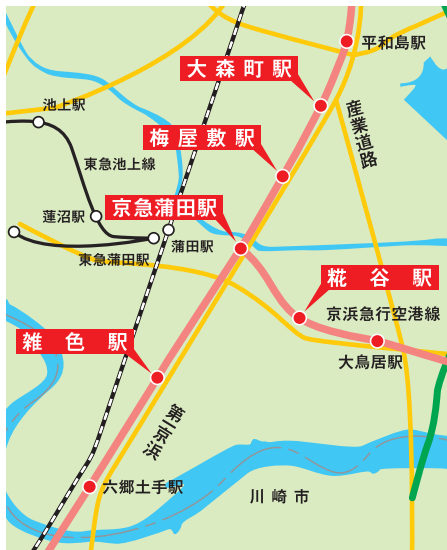 平和島駅
大森町駅
池上駅
産業道路
梅屋敷駅
東急池上線
京急蒲田駅
蓮沼駅
蒲田駅
東急蒲田駅
糀谷駅
京浜急行空港線
雑色駅
大鳥居駅
第一京浜
六郷土手駅
川崎市